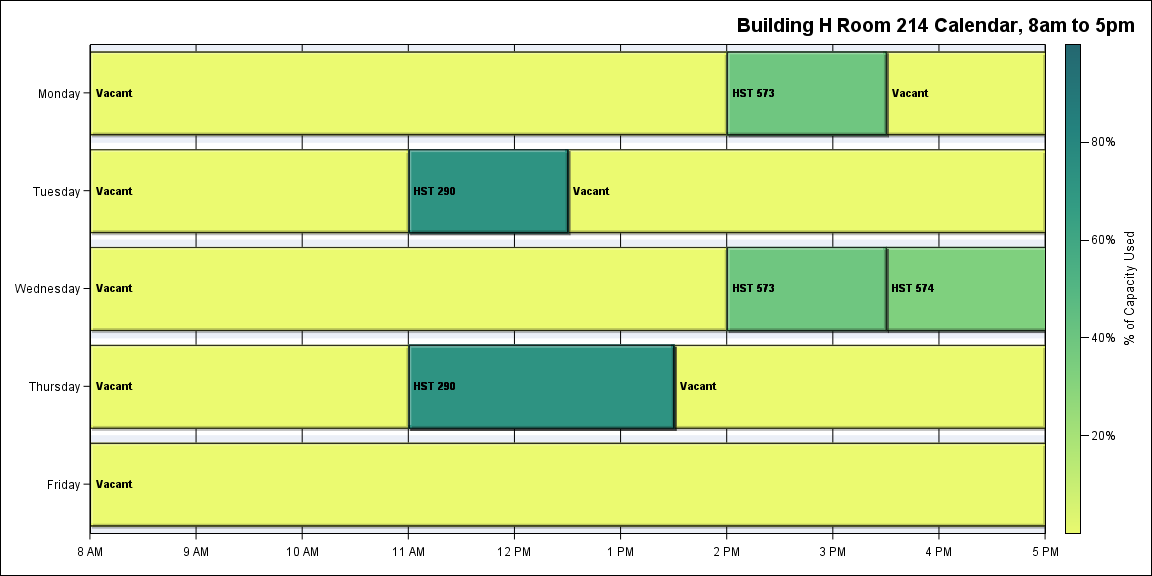 Building H Room 214 Calendar, 8am to 5pm
Monday Vacant HST 573 Vacant
Tuesday Vacant HST 290 Vacant
Wednesday Vacant HST 573 HST 574
Thursday Vacant HST 290 Vacant
Friday Vacant
8 AM 9 AM 10 AM 11 AM 12 PM 1 PM 2 PM 3 PM 4 PM 5 PM
80%
60%
40%
20%
% of Capacity Used